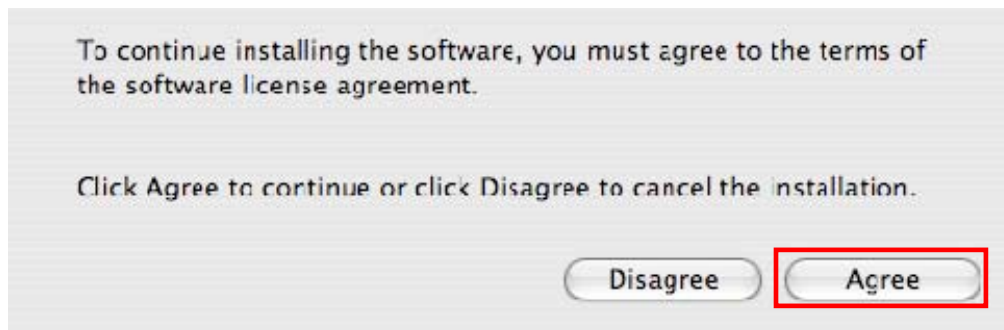 To continue installing the software, you must agree to the terms of
the software license agreement.
Click Agree to continue or click Disagree to cancel the installation.
Disagree
Agree